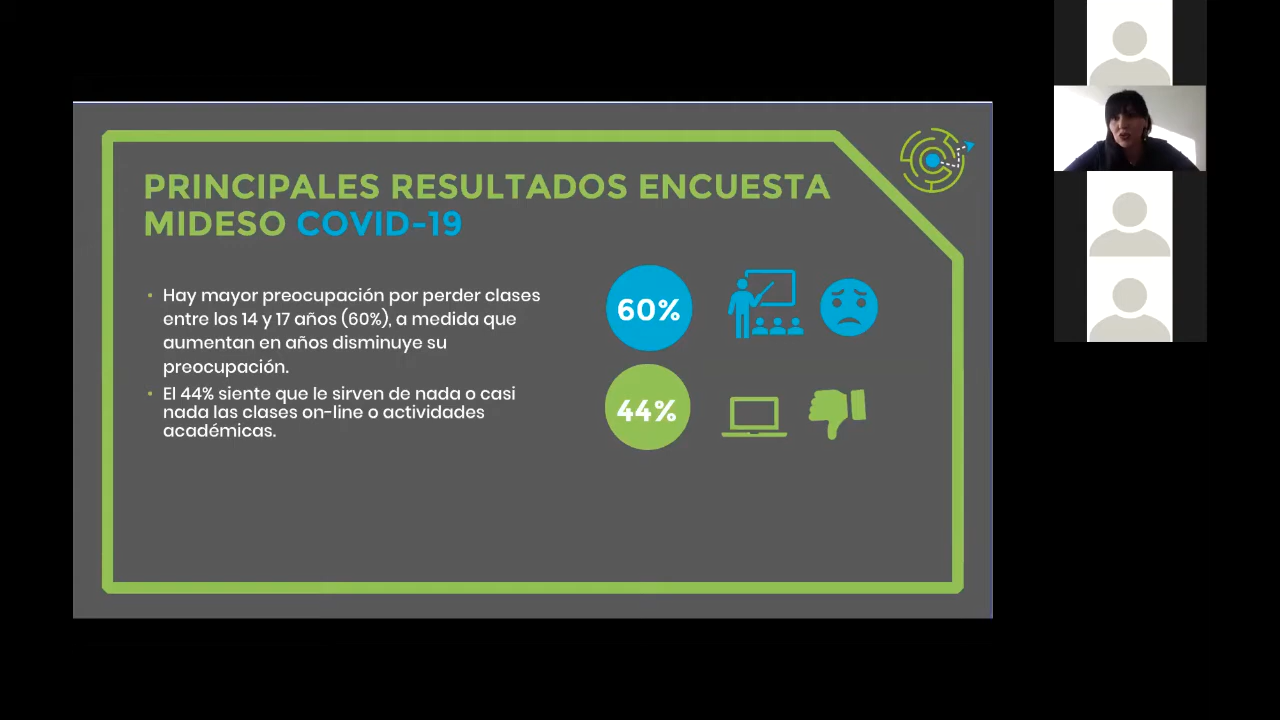 PRINCIPALES RESULTADOS ENCUESTA
MIDESO COVID-19
• Hay mayor preocupación por perder clases
entre los 14 y 17 años (60%), a medida que
aumentan en años disminuye su
preocupación.
• El 44% siente que le sirven de nada o casi
nada las clases on-line o actividades
académicas.
60%
44%